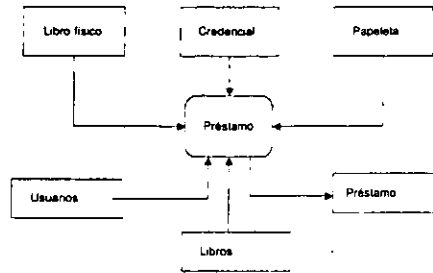 Libro físico
Credencial
Papeleta
Préstamo
Usuarios
Préstamo
Libros